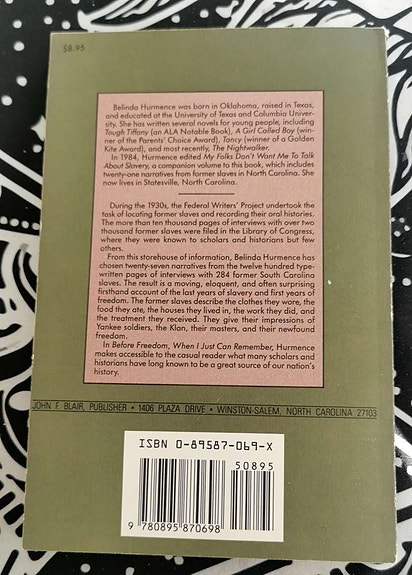 $8.95
Belinda Hurmence was born in Oklahoma, raised in Texas,
and educated at the University of Texas and Columbia Univer-
sity. She has written several novels for young people, including
Tough Tiffany (an ALA Notable Book), A Girl Called Boy (win-
ner of the Parents' Choice Award), Tancy (winner of a Golden
Kite Award), and most recently, The Nightwalker.
In 1984, Hurmence edited My Folks Don't Want Me To Talk
About Slavery, a companion volume to this book, which includes
twenty-one narratives from former slaves in North Carolina. She
now lives in Statesville, North Carolina.
During the 1930s, the Federal Writers' Project undertook the
task of locating former slaves and recording their oral histories.
The more than ten thousand pages of interviews with over two
thousand former slaves were filed in the Library of Congress,
where they were known to scholars and historians but few
others.
From this storehouse of information, Belinda Hurmence has
chosen twenty-seven narratives from the twelve hundred type-
written pages of interviews with 284 former South Carolina
slaves. The result is a moving, eloquent, and often surprising
firsthand account of the last years of slavery and first years of
freedom. The former slaves describe the clothes they wore, the
food they ate, the houses they lived in, the work they did, and
the treatment they received. They give their impressions of
Yankee soldiers, the Klan, their masters, and their newfound
freedom.
In Before Freedom, When I Just Can Remember, Hurmence
makes accessible to the casual reader what many scholars and
historians have long known to be a great source of our nation's
history.
JOHN F. BLAIR, PUBLISHER • 1406 PLAZA DRIVE • WINSTON-SALEM, NORTH CAROLINA 27103
ISBN 0-89587-069-X
50895
9 780895 870698